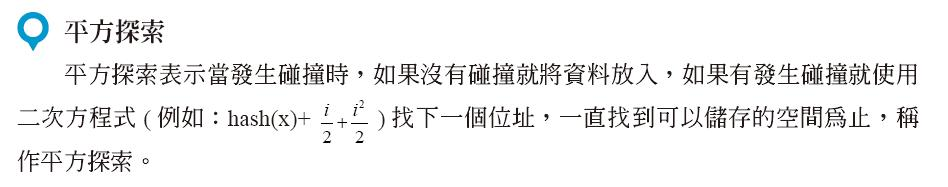 平方探索
平方探索表示當發生碰撞時，如果沒有碰撞就將資料放入，如果有發生碰撞就使用
二次方程式 ( 例如：hash(x)+ i/2 + i²/2 ) 找下一個位址，一直找到可以儲存的空間爲止，稱
作平方探索。